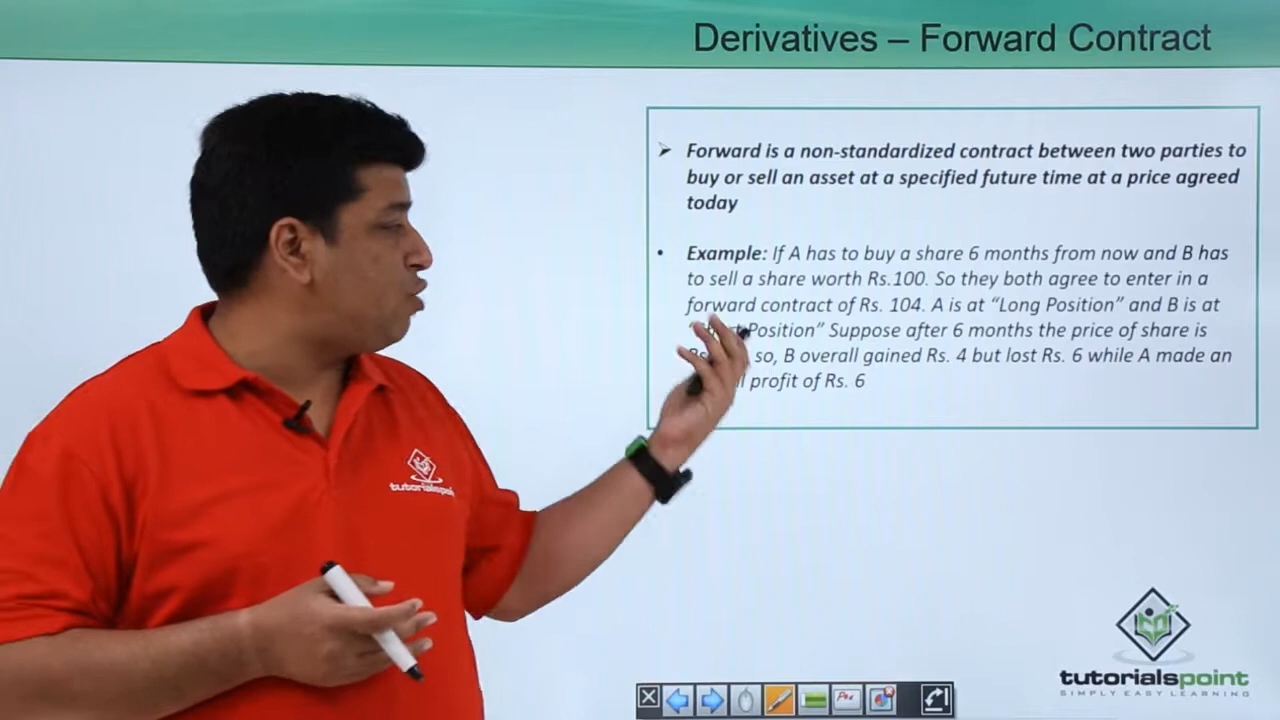 Derivatives – Forward Contract
➢ Forward is a non-standardized contract between two parties to
buy or sell an asset at a specified future time at a price agreed
today
• Example: If A has to buy a share 6 months from now and B has
to sell a share worth Rs.100. So they both agree to enter in a
forward contract of Rs. 104. A is at “Long Position” and B is at
Position” Suppose after 6 months the price of share is
so, B overall gained Rs. 4 but lost Rs. 6 while A made an
profit of Rs. 6
tutorialspoint
Pen
tutorialspoint
SIMPLY EASY LEARNING